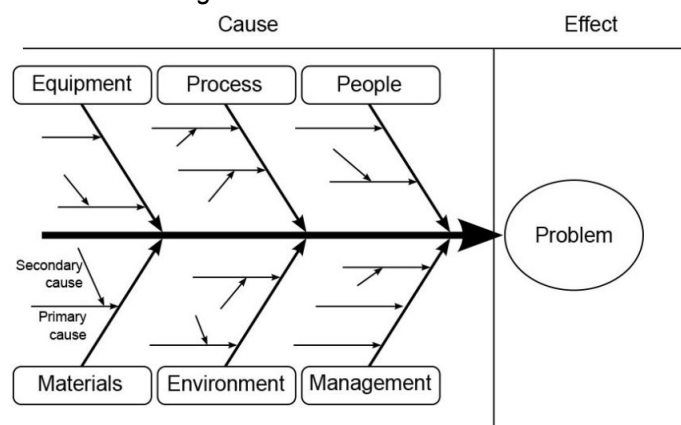 Cause
Effect
Equipment
Process
People
Problem
Secondary
cause
Primary
cause
Materials
Environment
Management